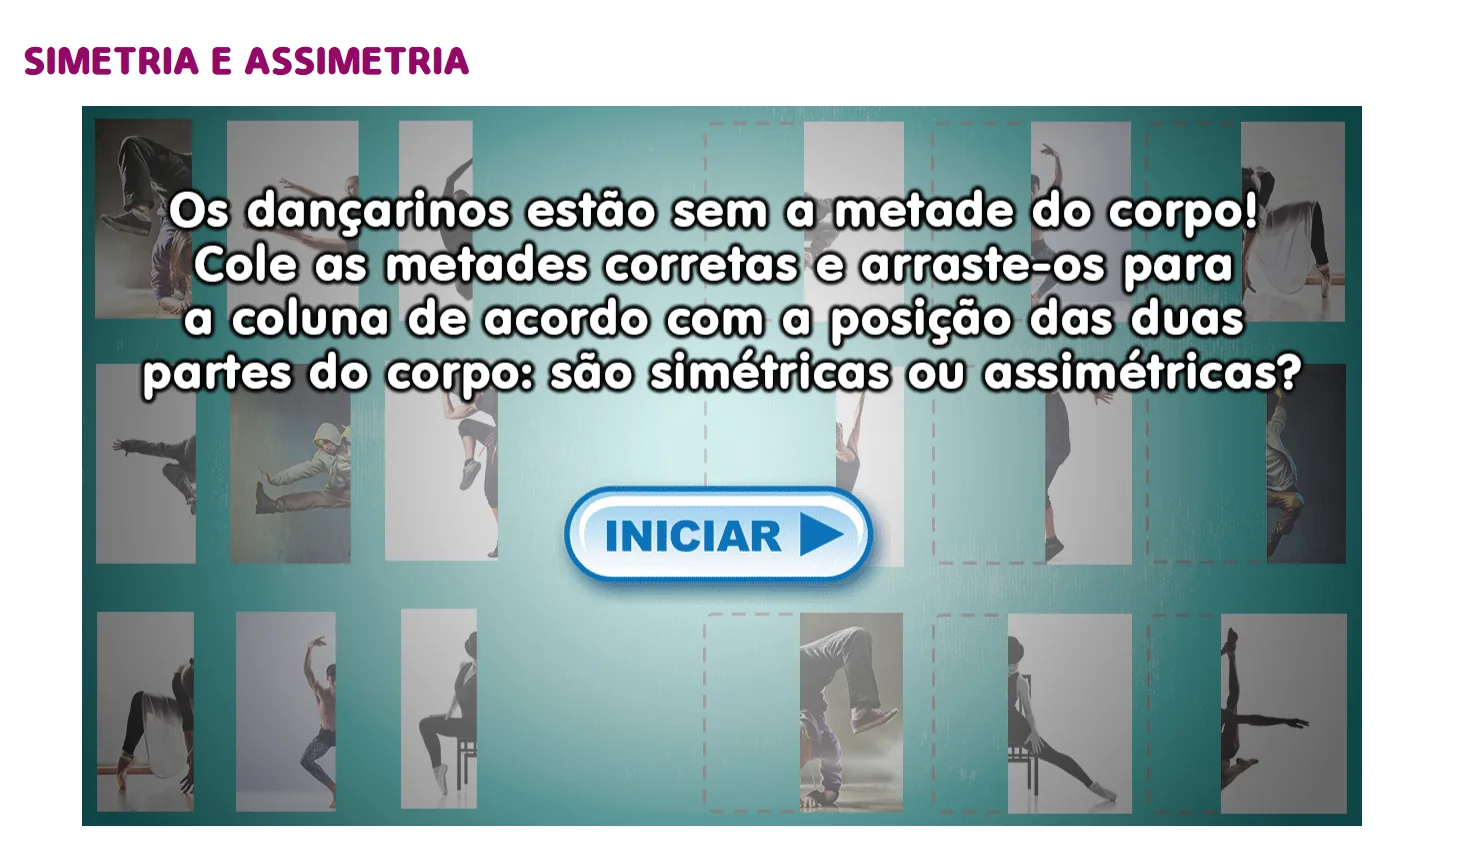 SIMETRIA E ASSIMETRIA
Os dançarinos estão sem a metade do corpo!
Cole as metades corretas e arraste-os para
a coluna de acordo com a posição das duas
partes do corpo: são simétricas ou assimétricas?
INICIAR